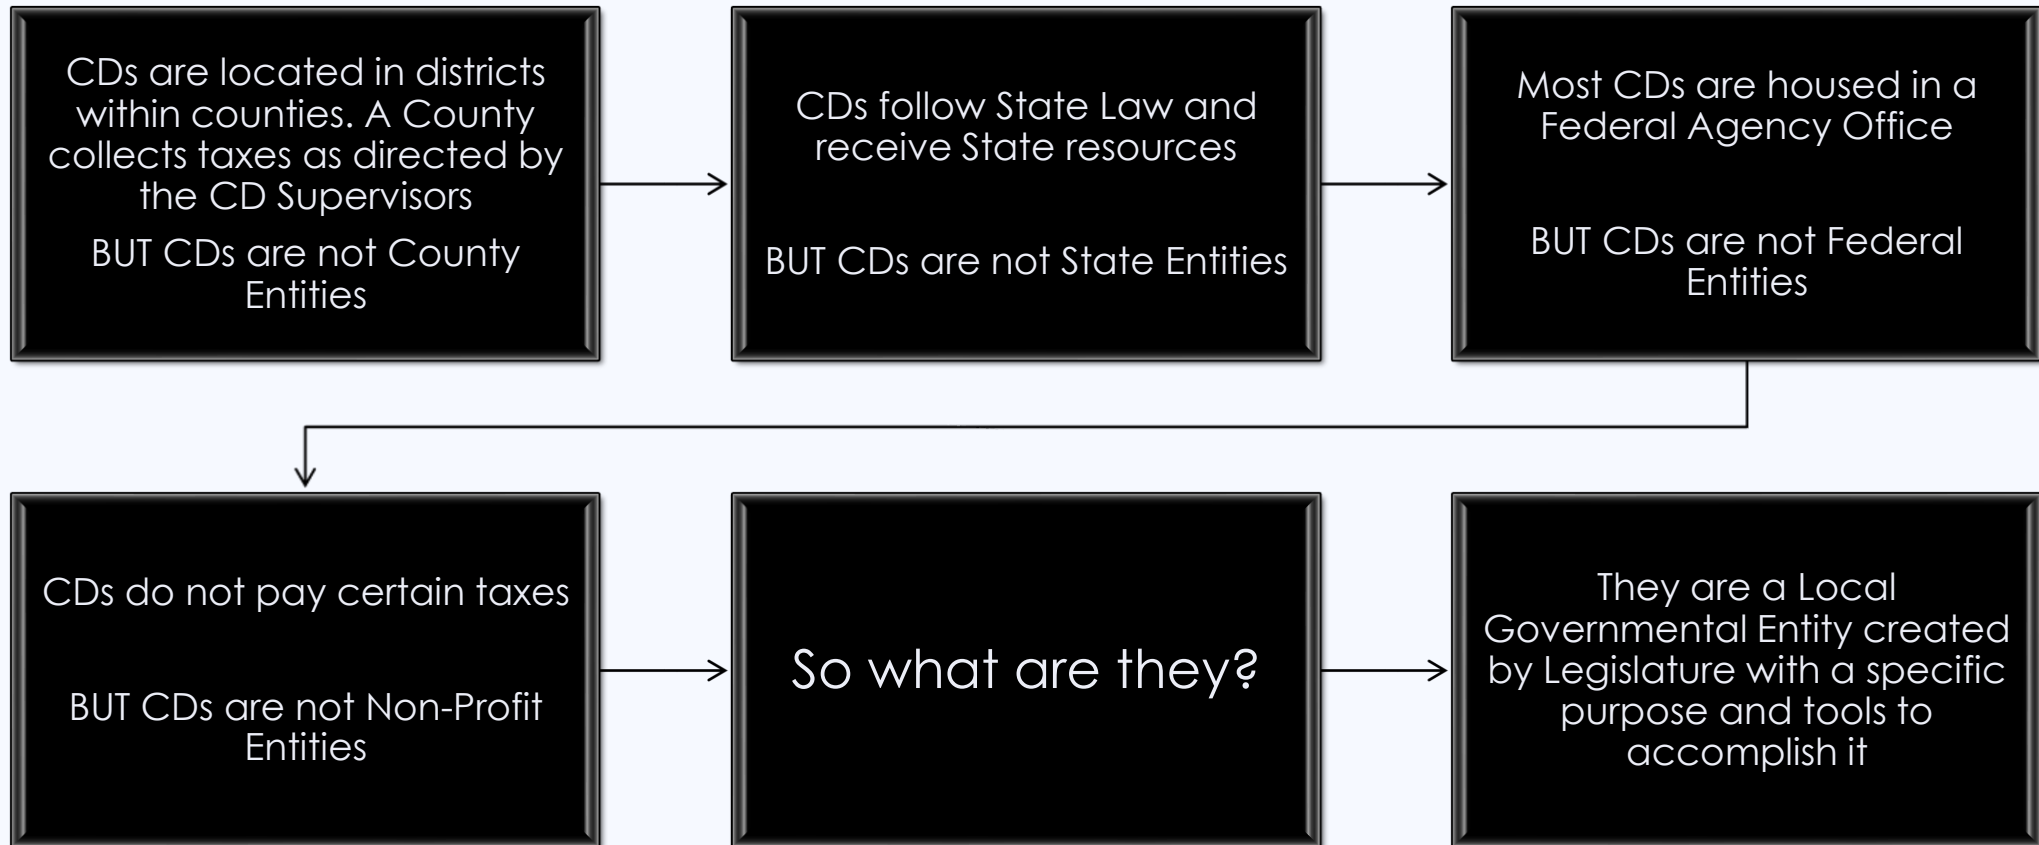 CDs are located in districts
within counties. A County
collects taxes as directed by
the CD Supervisors
BUT CDs are not County
Entities
CDs follow State Law and
receive State resources
BUT CDs are not State Entities
Most CDs are housed in a
Federal Agency Office
BUT CDs are not Federal
Entities
CDs do not pay certain taxes
BUT CDs are not Non-Profit
Entities
So what are they?
They are a Local
Governmental Entity created
by Legislature with a specific
purpose and tools to
accomplish it